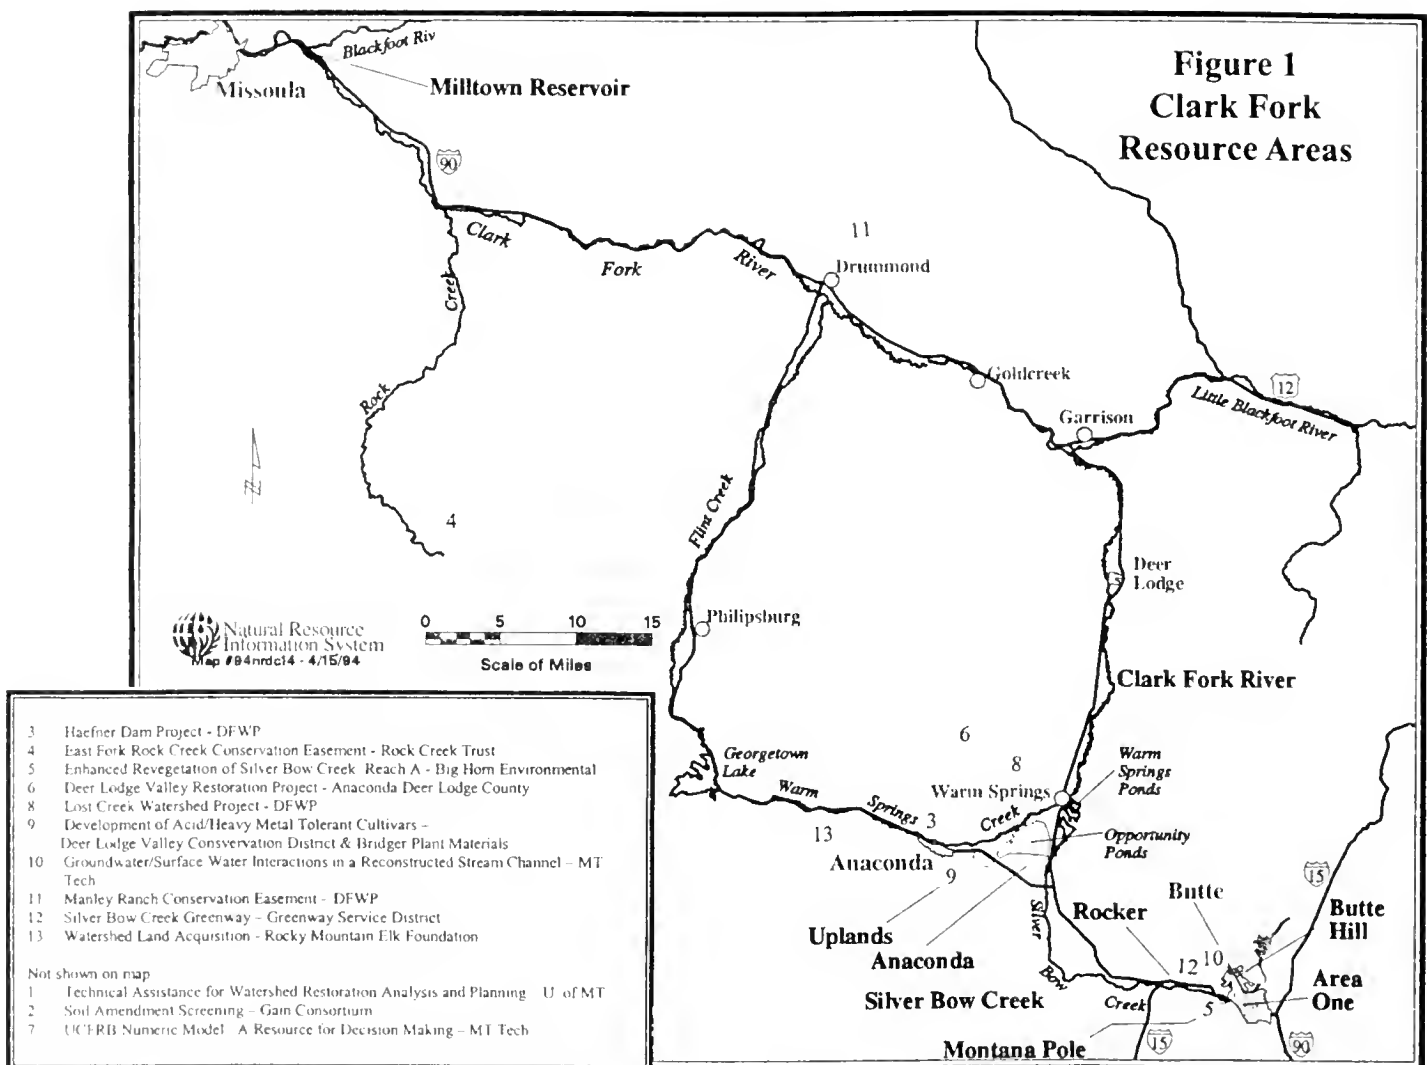 Figure 1
Clark Fork
Resource Areas
Blackfoot Riv
Missoula
Milltown Reservoir
90
Clark
Fork
River
11
Drummond
Creek
Rock
4
Goldcreek
Garrison
12
Little Blackfoot River
Flint Creek
Deer
Lodge
Philipsburg
Natural Resource
Information System
Map #94nrdc14 - 4/15/94
0 5 10 15
Scale of Miles
Clark Fork River
6
8
Georgetown
Lake
Warm Springs
Warm
Springs
Ponds
Warm
Springs
Creek
3
13
Anaconda
9
Opportunity
Ponds
15
Silver
Bow
Creek
Rocker
Butte
Butte
Hill
Uplands
Anaconda
12
10
Area
One
Silver Bow Creek
5
Montana Pole
15
90
3 Haefner Dam Project - DFWP
4 East Fork Rock Creek Conservation Easement - Rock Creek Trust
5 Enhanced Revegetation of Silver Bow Creek Reach A - Big Horn Environmental
6 Deer Lodge Valley Restoration Project - Anaconda Deer Lodge County
8 Lost Creek Watershed Project - DFWP
9 Development of Acid/Heavy Metal Tolerant Cultivars -
Deer Lodge Valley Conservation District & Bridger Plant Materials
10 Groundwater/Surface Water Interactions in a Reconstructed Stream Channel - MT
Tech
11 Manley Ranch Conservation Easement - DFWP
12 Silver Bow Creek Greenway - Greenway Service District
13 Watershed Land Acquisition - Rocky Mountain Elk Foundation
Not shown on map
1 Technical Assistance for Watershed Restoration Analysis and Planning U of MT
2 Soil Amendment Screening - Gain Consortium
7 UCFRB Numeric Model A Resource for Decision Making - MT Tech